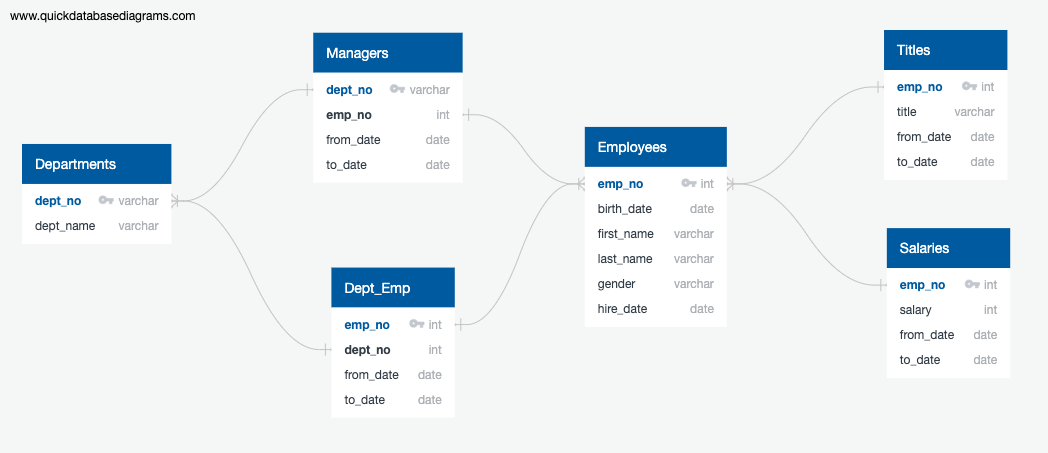 www.quickdatabasediagrams.com
Departments
dept_no varchar
dept_name varchar
Managers
dept_no varchar
emp_no int
from_date date
to_date date
Dept_Emp
emp_no int
dept_no int
from_date date
to_date date
Employees
emp_no int
birth_date date
first_name varchar
last_name varchar
gender varchar
hire_date date
Titles
emp_no int
title varchar
from_date date
to_date date
Salaries
emp_no int
salary int
from_date date
to_date date